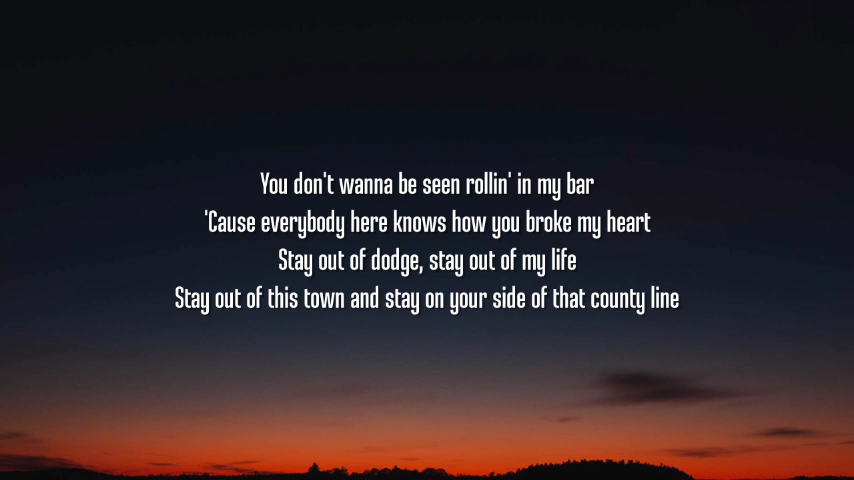 You don't wanna be seen rollin' in my bar
'Cause everybody here knows how you broke my heart
Stay out of dodge, stay out of my life
Stay out of this town and stay on your side of that county line